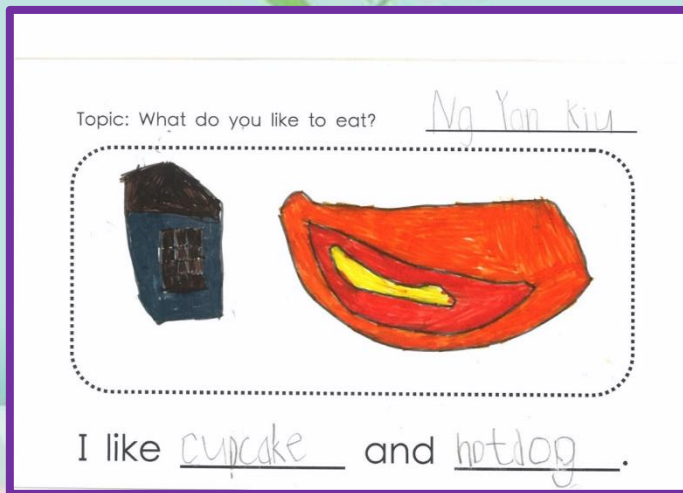 Topic: What do you like to eat? Ng Yan Kiu
I like cupcake and hotdog.